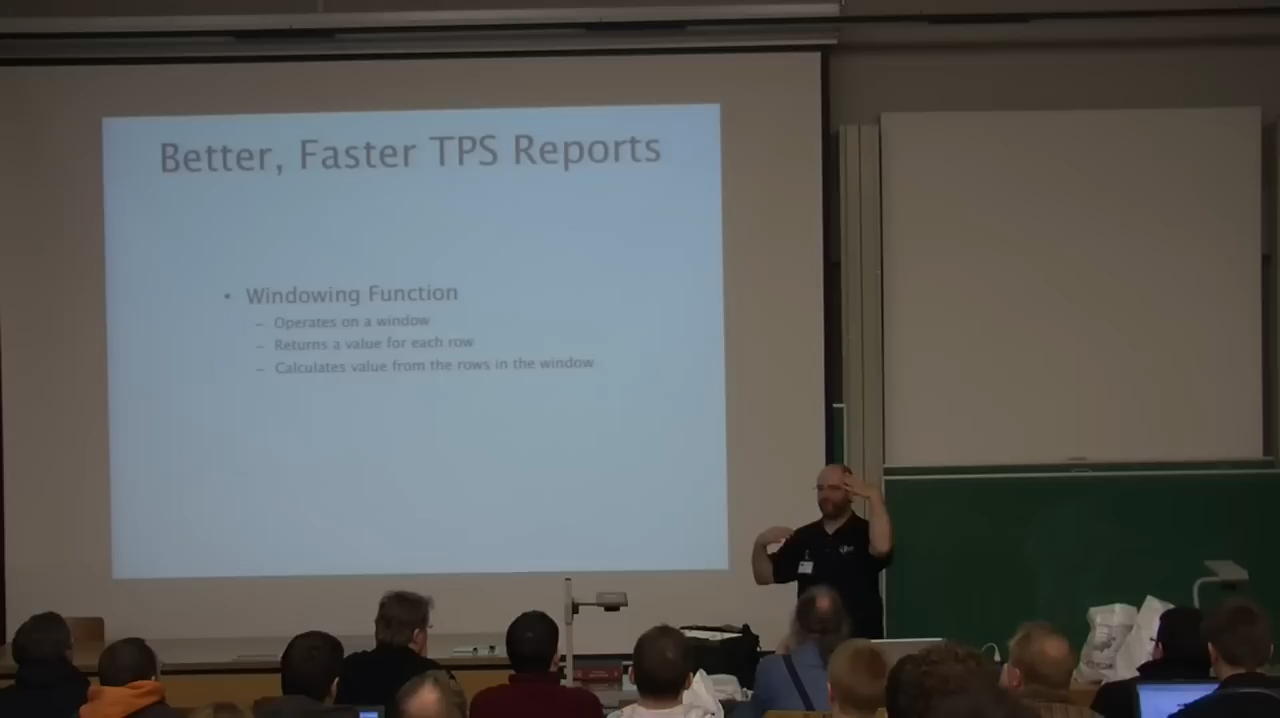 Better, Faster TPS Reports
• Windowing Function
– Operates on a window
– Returns a value for each row
– Calculates value from the rows in the window